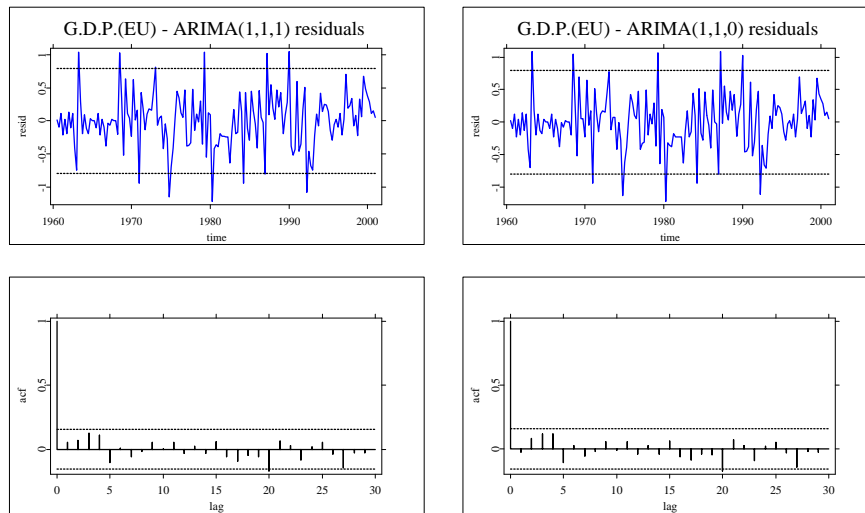 G.D.P.(EU) - ARIMA(1,1,1) residuals
resid
1
0.5
0
-0.5
-1
1960 1970 1980 1990 2000
time
G.D.P.(EU) - ARIMA(1,1,0) residuals
resid
1
0.5
0
-0.5
-1
1960 1970 1980 1990 2000
time
acf
1
0.5
0
0 5 10 15 20 25 30
lag
acf
1
0.5
0
0 5 10 15 20 25 30
lag